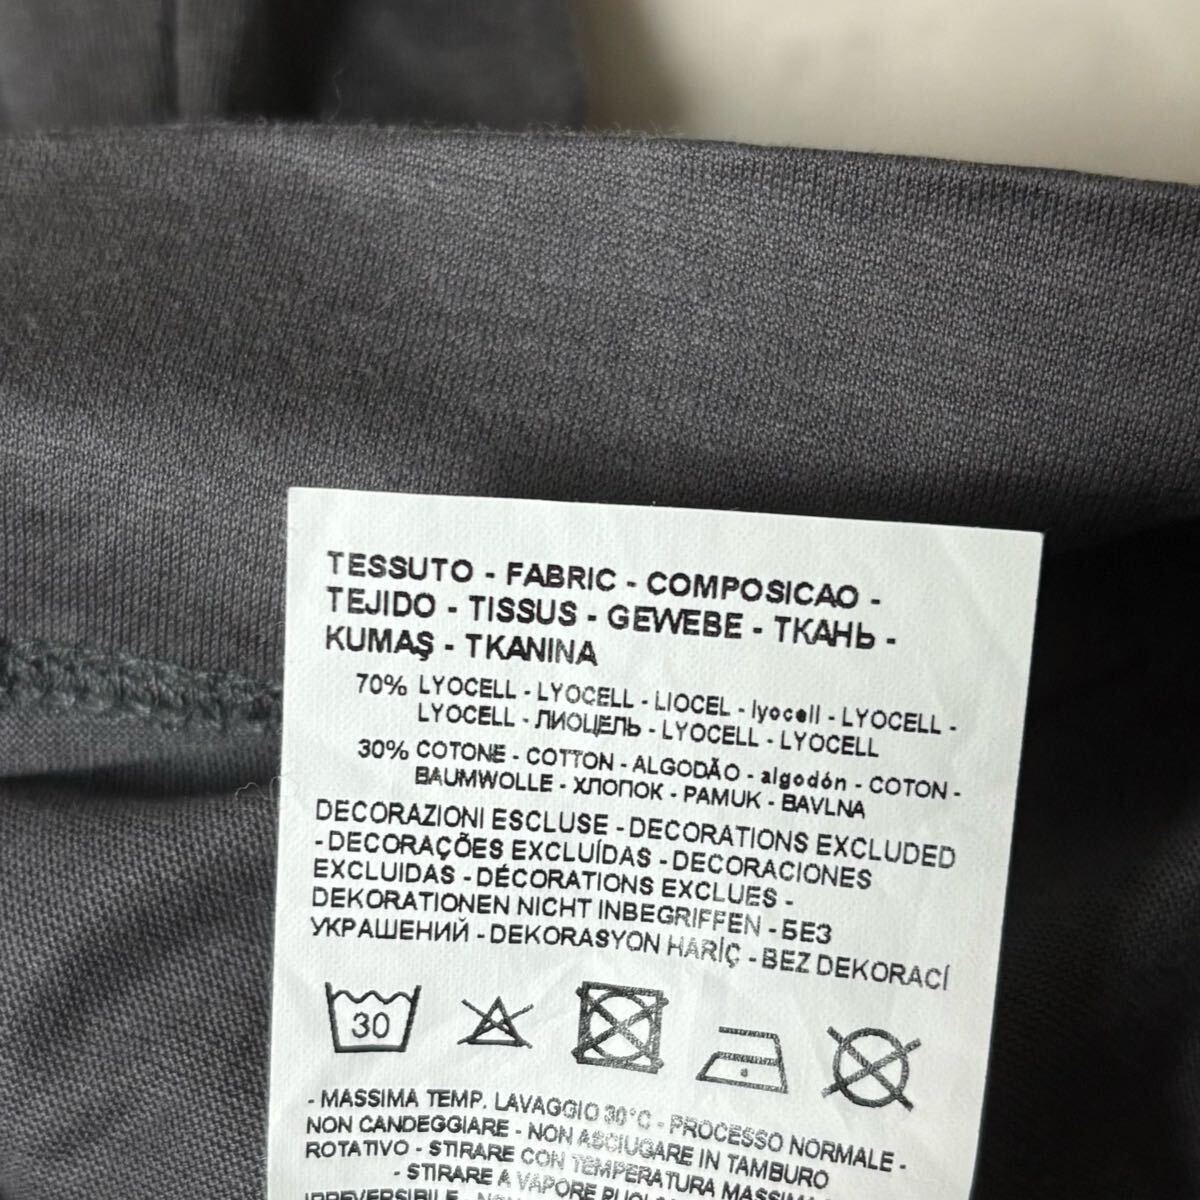 TESSUTO - FABRIC - COMPOSICAO -
TEJIDO - TISSUS - GEWEBE - ТКАНЬ -
KUMAŞ - TKANINA
70% LYOCELL - LYOCELL - LIOCEL - lyocell - LYOCELL -
LYOCELL - ЛИОЦЕЛЬ - LYOCELL - LYOCELL
30% COTONE - COTTON - ALGODÃO - algodón - COTON -
BAUMWOLLE - ХЛОПОК - PAMUK - BAVLNA
DECORAZIONI ESCLUSE - DECORATIONS EXCLUDED
- DECORAÇÕES EXCLUÍDAS - DECORACIONES
EXCLUIDAS - DÉCORATIONS EXCLUES -
DEKORATIONEN NICHT INBEGRIFFEN - БЕЗ
УКРАШЕНИЙ - DEKORASYON HARİÇ - BEZ DEKORACÍ
30
- MASSIMA TEMP. LAVAGGIO 30°C - PROCESSO NORMALE -
NON CANDEGGIARE - NON ASCIUGARE IN TAMBURO
ROTATIVO - STIRARE CON TEMPERATURA MASSIMA
- STIRARE A VAPORE
IRREVERSIBILE -